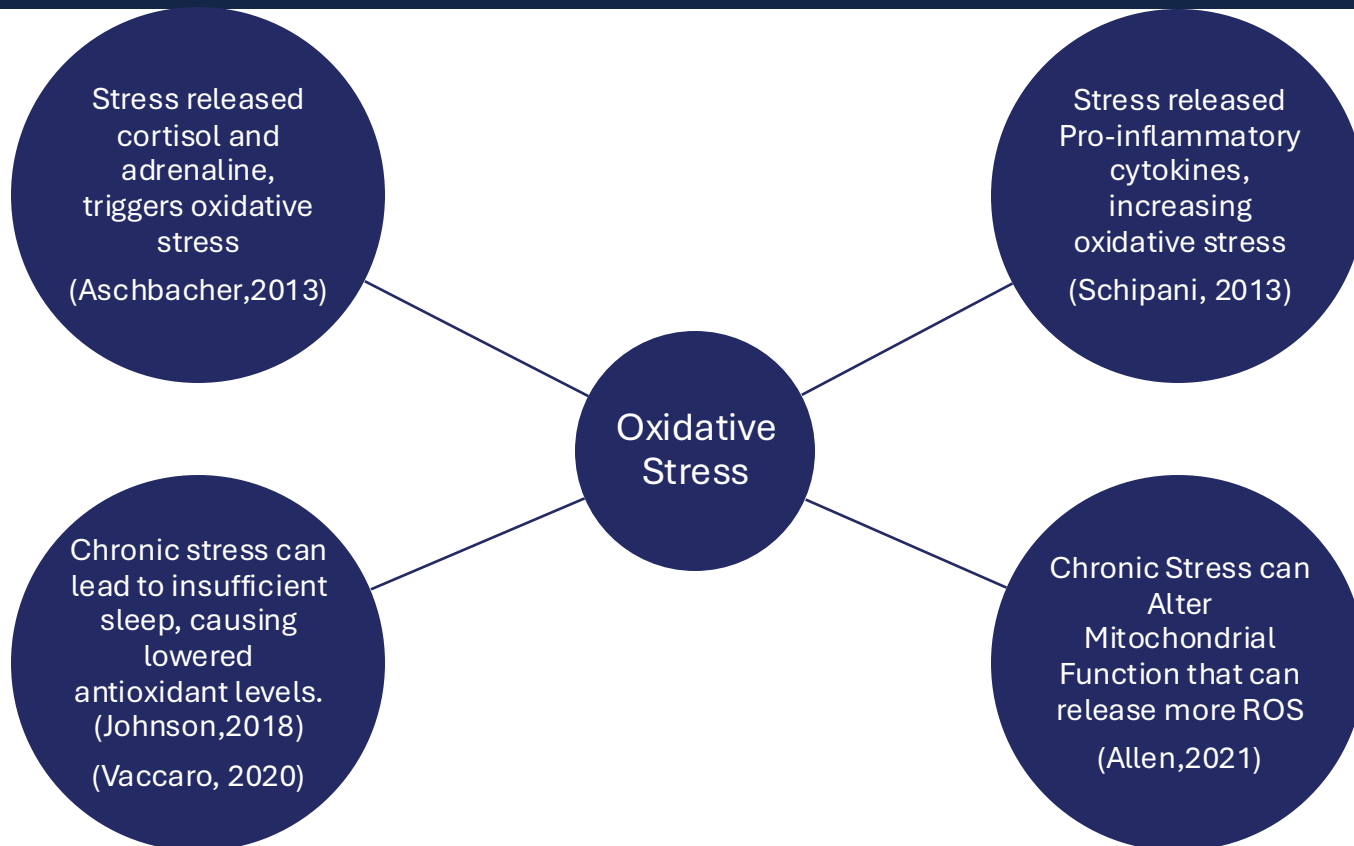 Stress released
cortisol and
adrenaline,
triggers oxidative
stress
(Aschbacher,2013)
Stress released
Pro-inflammatory
cytokines,
increasing
oxidative stress
(Schipani, 2013)
Oxidative
Stress
Chronic stress can
lead to insufficient
sleep, causing
lowered
antioxidant levels.
(Johnson,2018)
(Vaccaro, 2020)
Chronic Stress can
Alter
Mitochondrial
Function that can
release more ROS
(Allen,2021)